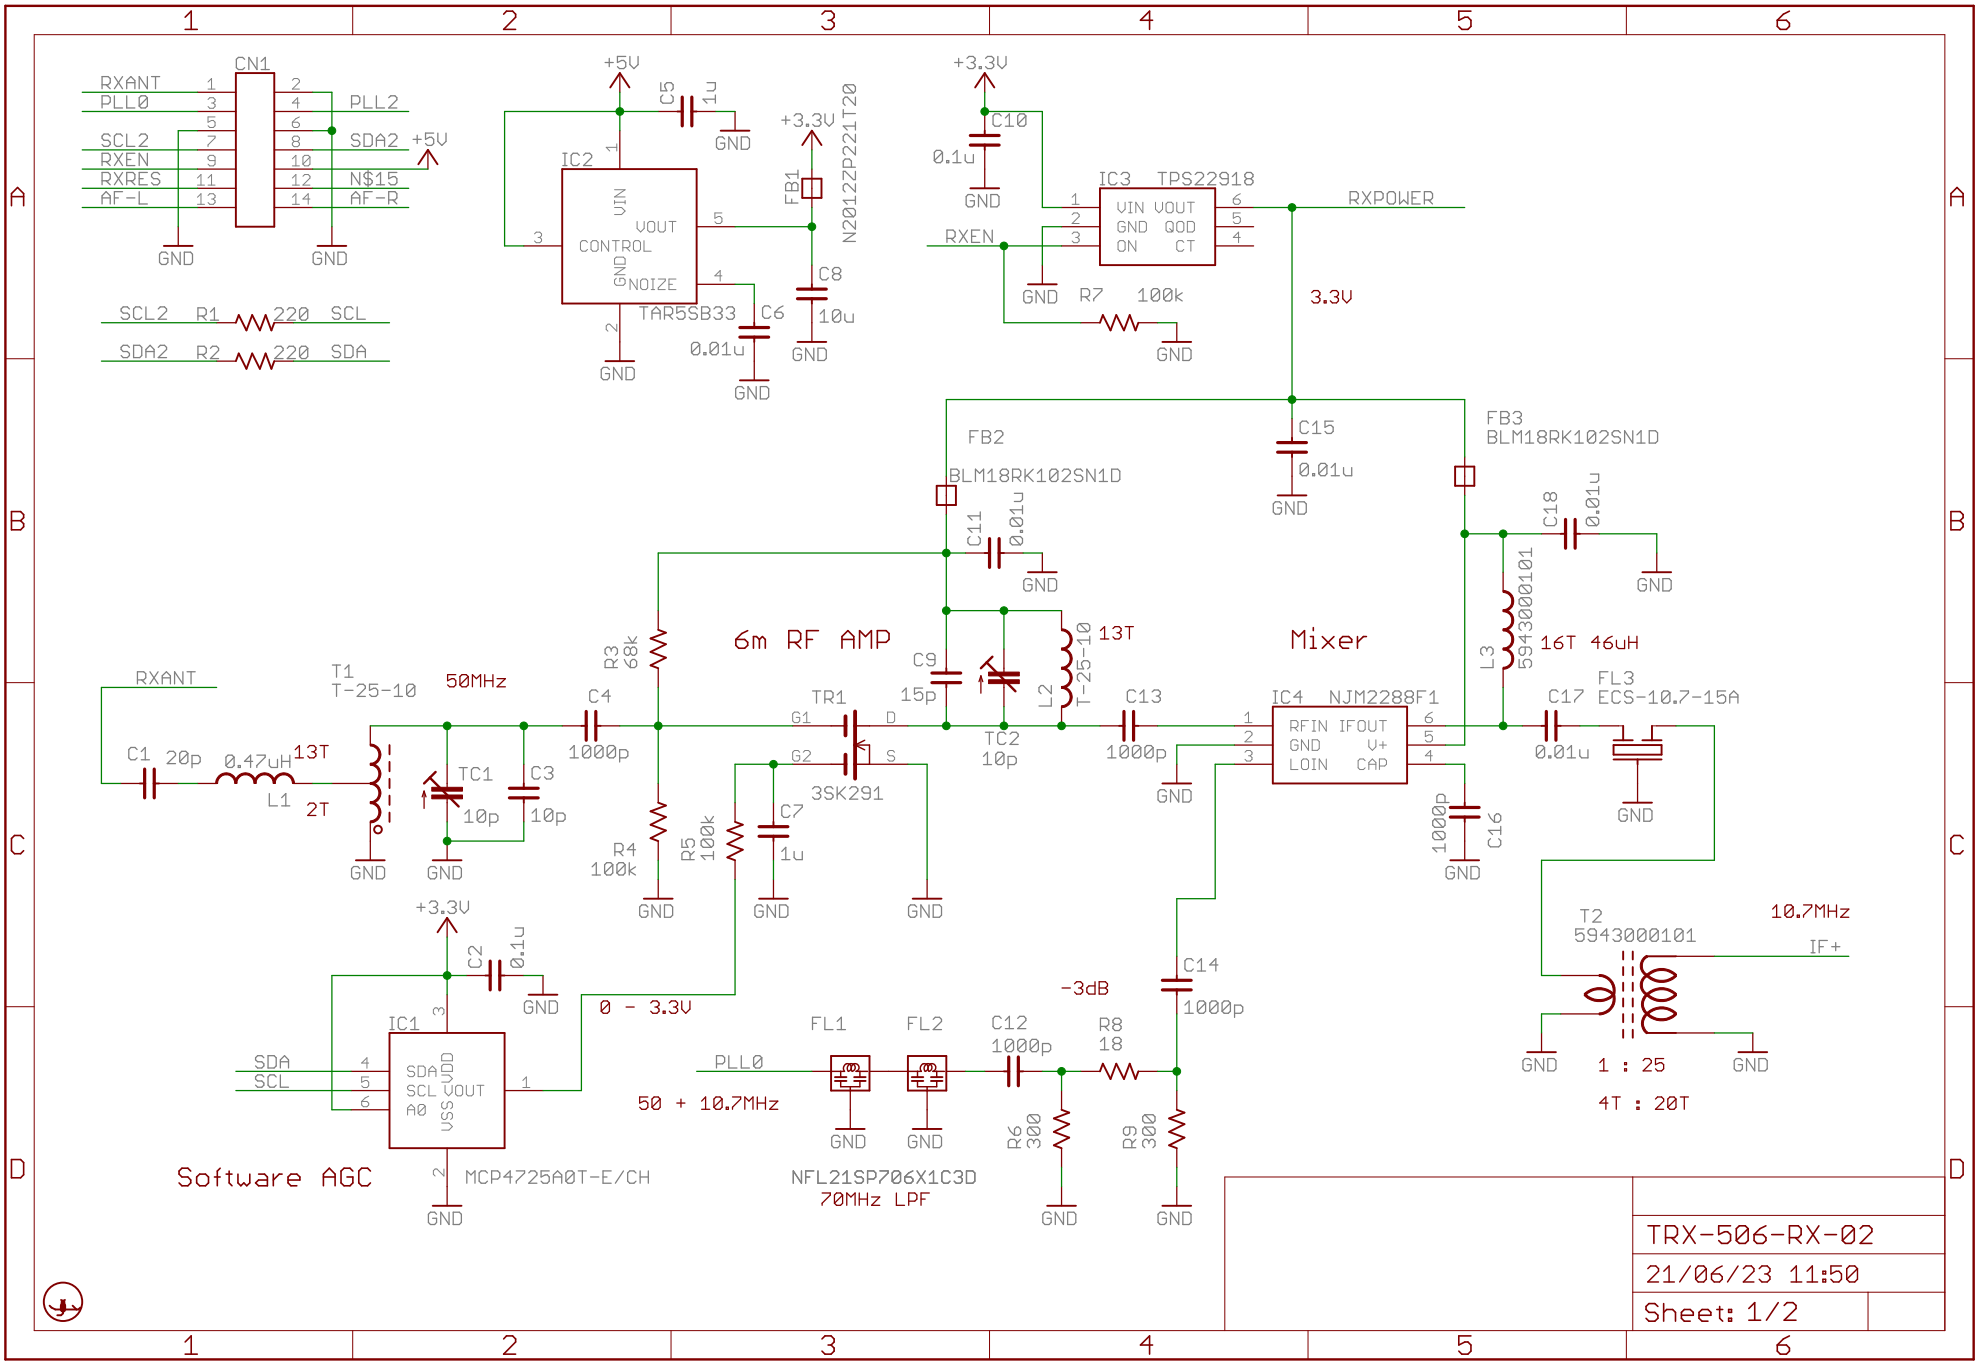 1 2 3 4 5 6
CN1
RXANT 1 2
PLL0 3 4 PLL2
5 6
SCL2 7 8 SDA2 +5V
RXEN 9 10
RXRES 11 12 N$15
AF-L 13 14 AF-R
GND GND
SCL2 R1 220 SCL
SDA2 R2 220 SDA
+5V
C5 1u
GND
+3.3V
FB1
N2012ZP221T20
IC2
1
VIN
VOUT 5
3 CONTROL
GND
NOIZE 4
TAR5SB33
2
GND
C6
0.01u
GND
C8
10u
GND
+3.3V
C10
0.1u
GND
IC3 TPS22918
1 VIN VOUT 6
2 GND QOD 5
3 ON CT 4
RXEN
GND
R7 100k
GND
RXPOWER
3.3V
A A
FB2
BLM18RK102SN1D
C11 0.01u
GND
C15
0.01u
GND
FB3
BLM18RK102SN1D
C18 0.01u
GND
B B
6m RF AMP
Mixer
R3 68k
C9
15p
TC2
10p
L2 T-25-10
13T
L3 5943000101
16T 46uH
RXANT
T1
T-25-10
50MHz
C1 20p
0.47uH
L1
13T
2T
GND
TC1
10p
C3
10p
GND
C4
1000p
R4
100k
GND
R5 100k
C7
1u
GND
TR1
G1 D
G2 S
3SK291
GND
C13
1000p
IC4 NJM2288F1
1 RFIN IFOUT 6
2 GND V+ 5
3 LOIN CAP 4
GND
C17
0.01u
FL3
ECS-10.7-15A
GND
1000p C16
GND
C C
+3.3V
C2 0.1u
GND
0 - 3.3V
IC1
3
SDA 4 SDA VDD
SCL 5 SCL VOUT 1
6 A0 VSS
2
MCP4725A0T-E/CH
GND
Software AGC
PLL0
50 + 10.7MHz
FL1 FL2
GND GND
NFL21SP706X1C3D
70MHz LPF
C12
1000p
-3dB
R8
18
C14
1000p
R6 300
GND
R9 300
GND
T2
5943000101
10.7MHz
IF+
GND GND
1 : 25
4T : 20T
D D
TRX-506-RX-02
21/06/23 11:50
Sheet: 1/2
1 2 3 4 5 6